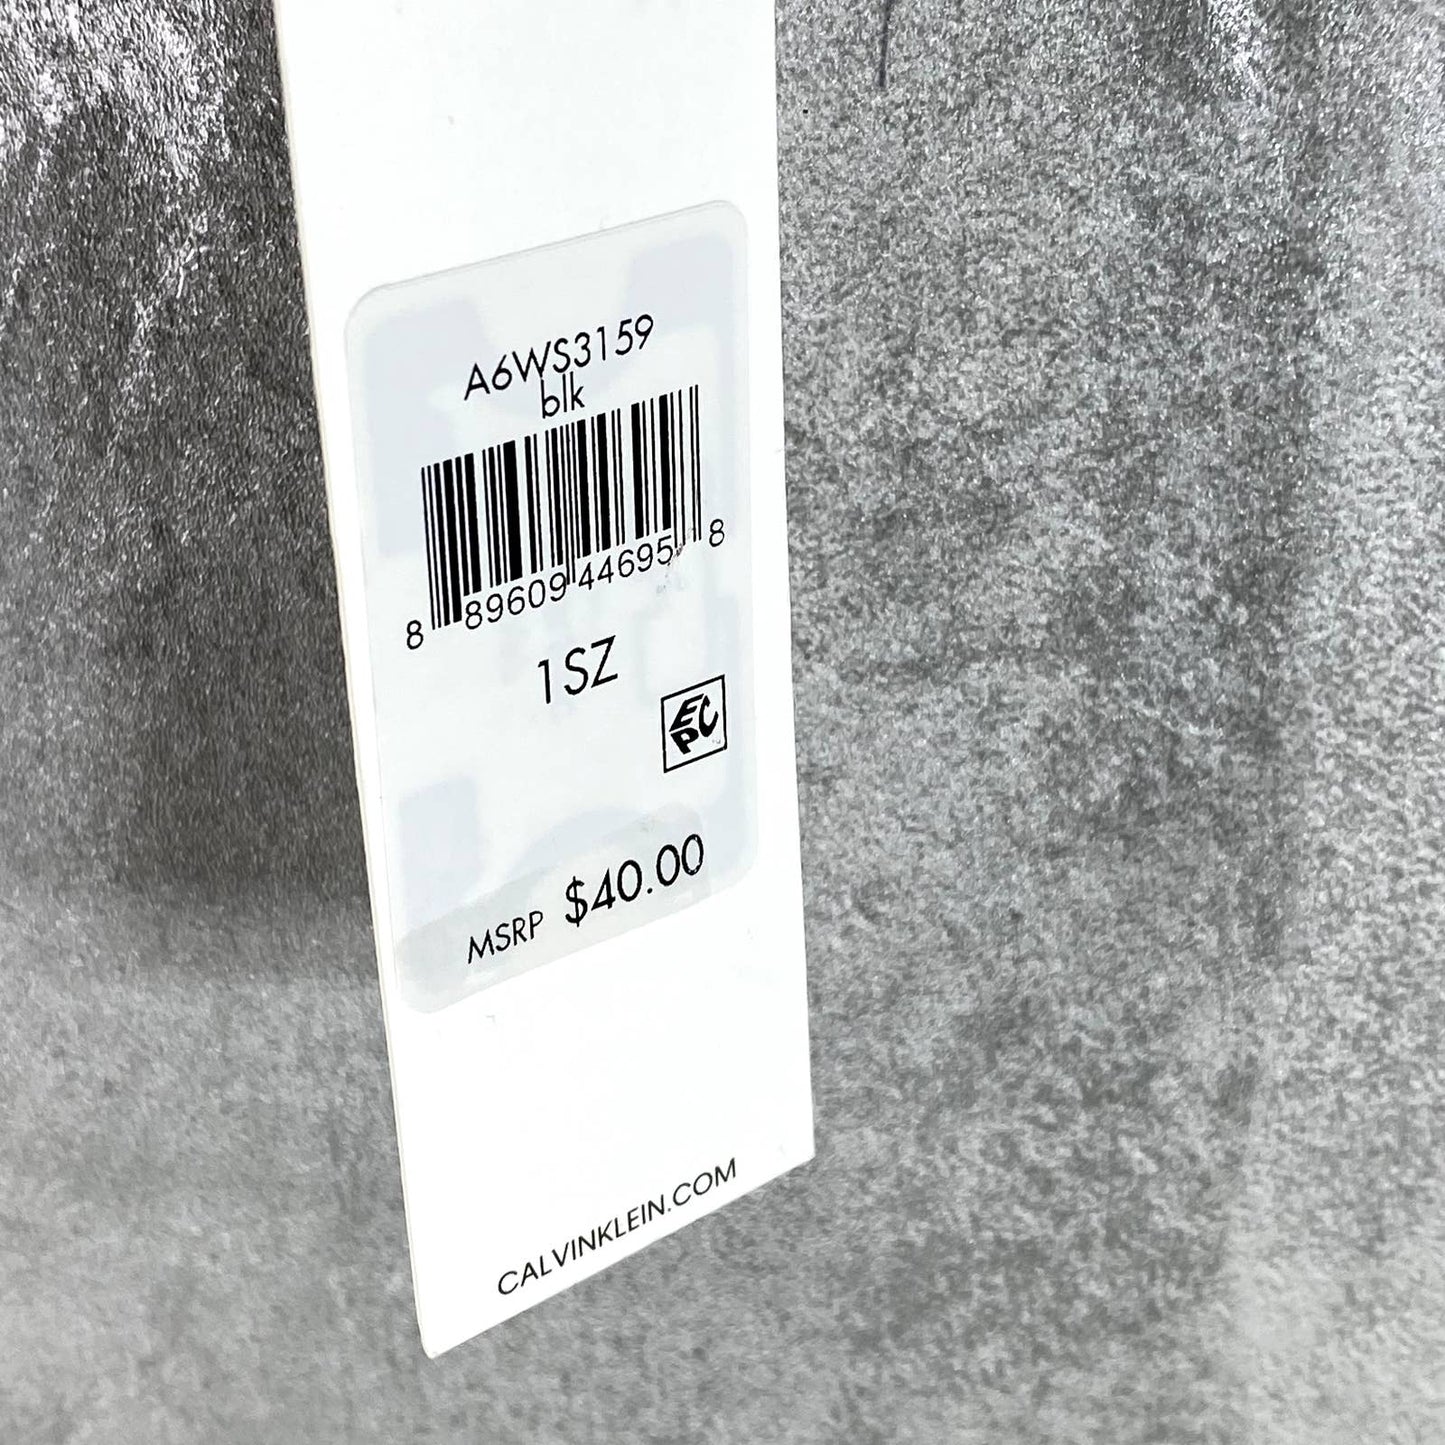 A6WS3159
blk
8 89609 44695 8
1SZ
EPC
MSRP $40.00
CALVINKLEIN.COM